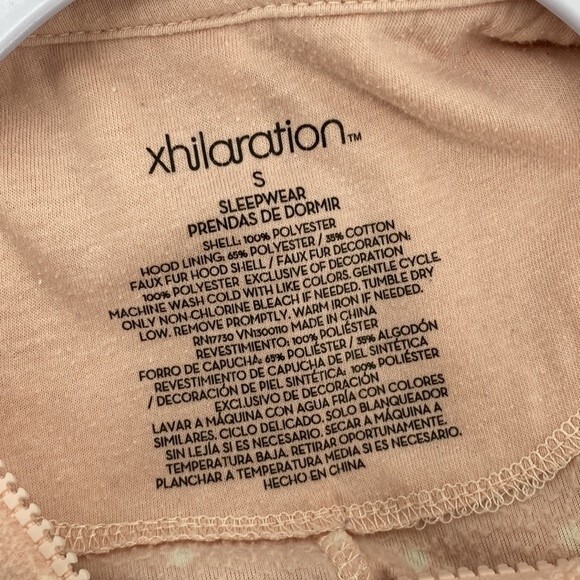 xhilaration™
S
SLEEPWEAR
PRENDAS DE DORMIR
SHELL: 100% POLYESTER
HOOD LINING: 65% POLYESTER / 35% COTTON
FAUX FUR HOOD SHELL / FAUX FUR DECORATION:
100% POLYESTER EXCLUSIVE OF DECORATION
MACHINE WASH COLD WITH LIKE COLORS. GENTLE CYCLE.
ONLY NON-CHLORINE BLEACH IF NEEDED. TUMBLE DRY
LOW. REMOVE PROMPTLY. WARM IRON IF NEEDED.
RN17730 VN1300110 MADE IN CHINA
REVESTIMIENTO: 100% POLIÉSTER
FORRO DE CAPUCHA: 65% POLIÉSTER / 35% ALGODÓN
REVESTIMIENTO DE CAPUCHA DE PIEL SINTÉTICA
/ DECORACIÓN DE PIEL SINTÉTICA: 100% POLIÉSTER
EXCLUSIVO DE DECORACIÓN
LAVAR A MÁQUINA CON AGUA FRÍA CON COLORES
SIMILARES. CICLO DELICADO. SOLO BLANQUEADOR
SIN LEJÍA SI ES NECESARIO. SECAR A MÁQUINA A
TEMPERATURA BAJA. RETIRAR OPORTUNAMENTE.
PLANCHAR A TEMPERATURA MEDIA SI ES NECESARIO.
HECHO EN CHINA